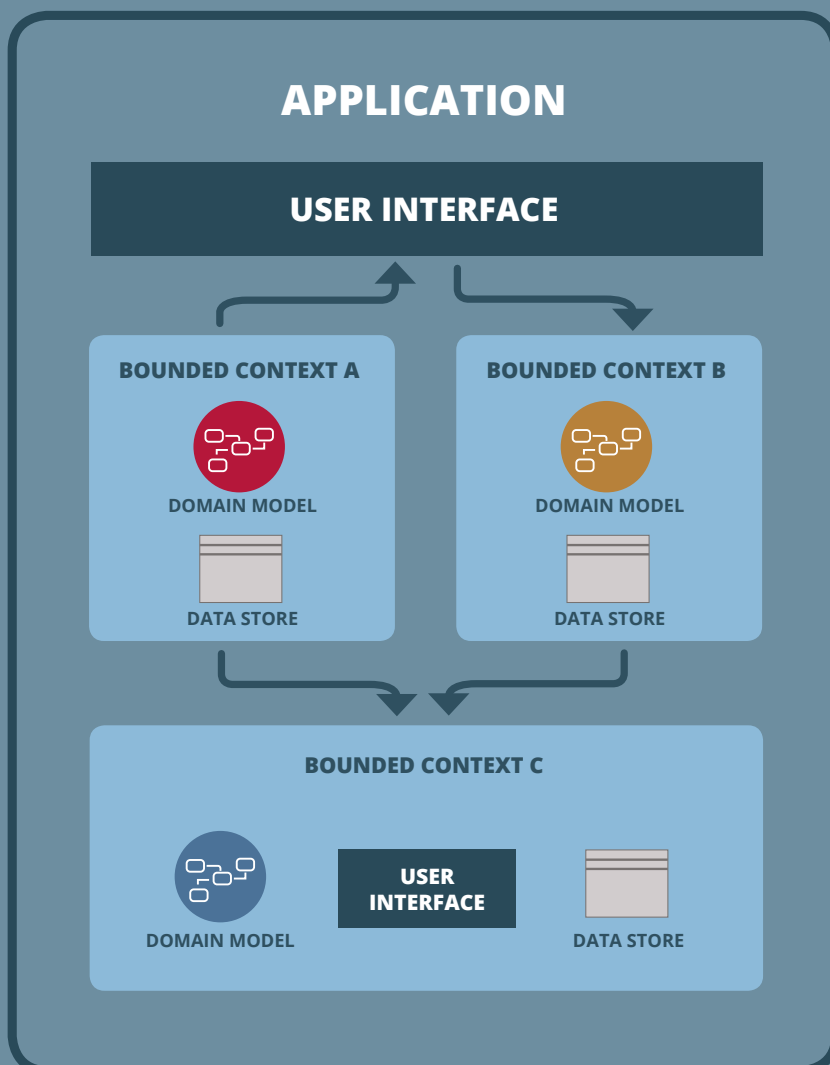 APPLICATION
USER INTERFACE
BOUNDED CONTEXT A
DOMAIN MODEL
DATA STORE
BOUNDED CONTEXT B
DOMAIN MODEL
DATA STORE
BOUNDED CONTEXT C
DOMAIN MODEL
USER
INTERFACE
DATA STORE